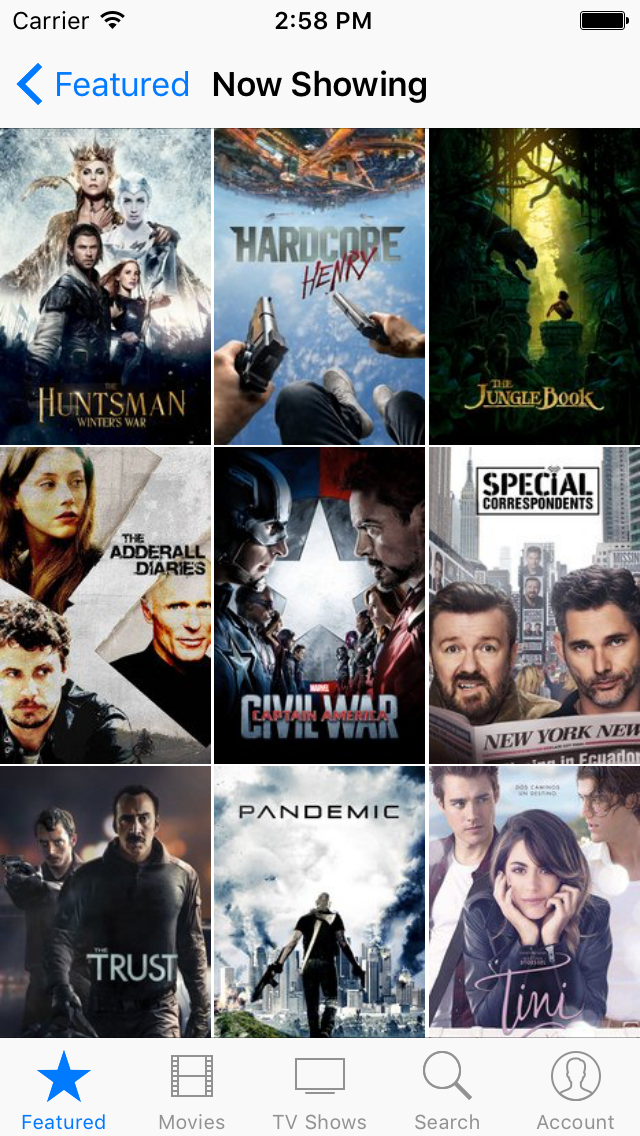 Carrier
2:58 PM
Featured
Now Showing
THE
HUNTSMAN
WINTER'S WAR
HARDCORE
HENRY
THE
JUNGLE BOOK
THE
ADDERALL
DIARIES
MARVEL
CAPTAIN AMERICA
CIVIL WAR
SPECIAL
CORRESPONDENTS
MISSING
NEW YORK NEW
in Ecuador
THE
TRUST
PANDEMIC
DOS CAMINOS
UN DESTINO
Tini
Featured
Movies
TV Shows
Search
Account